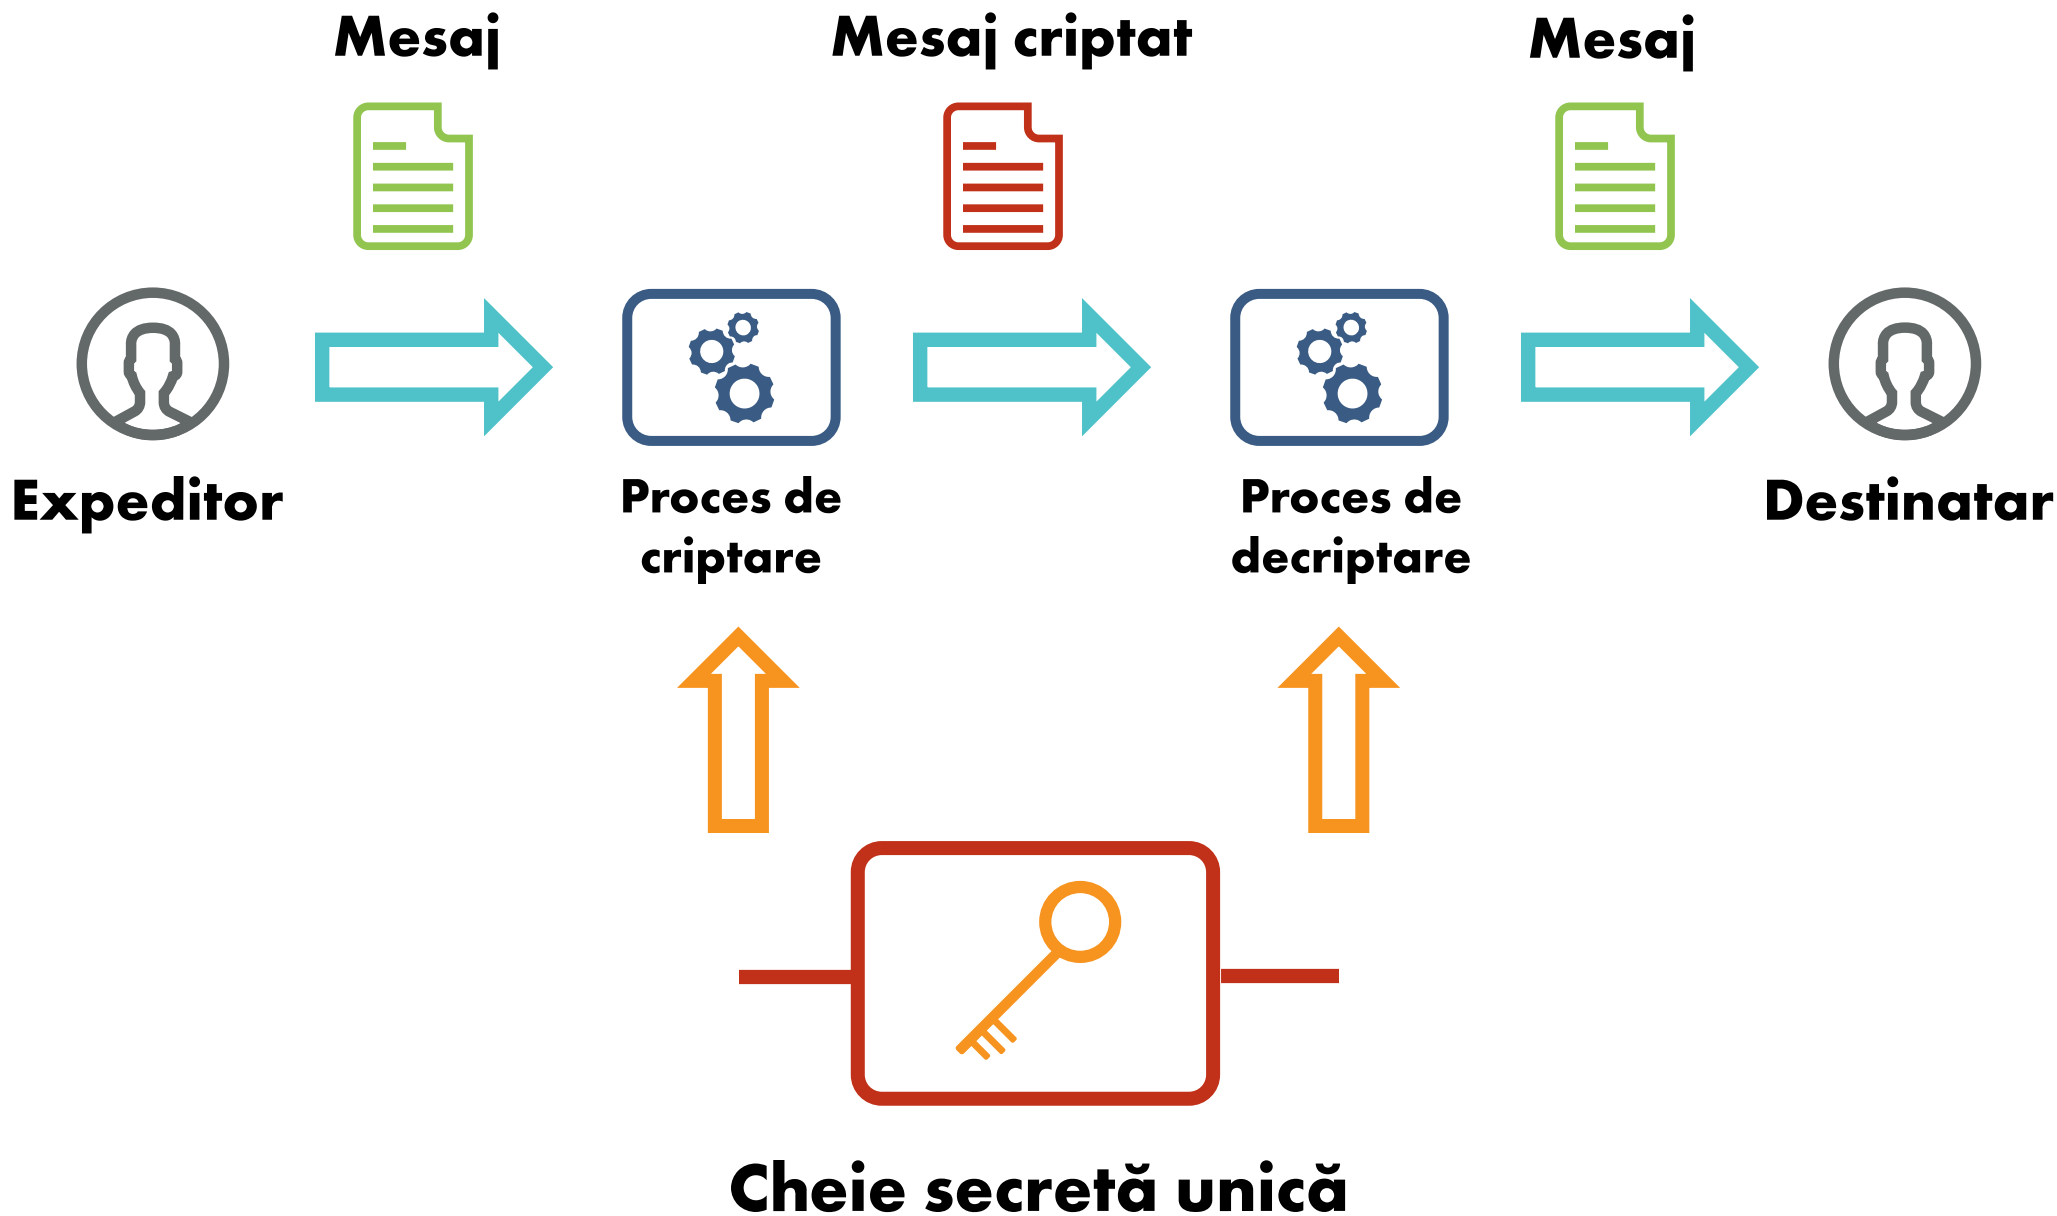 Mesaj
Mesaj criptat
Mesaj
Expeditor
Proces de
criptare
Proces de
decriptare
Destinatar
Cheie secretă unică